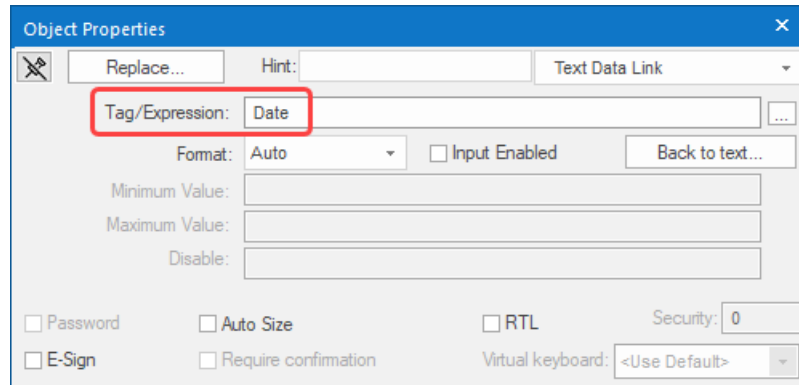 Object Properties
Replace... Hint: Text Data Link
Tag/Expression: Date ...
Format: Auto Input Enabled Back to text...
Minimum Value:
Maximum Value:
Disable:
Password Auto Size RTL Security: 0
E-Sign Require confirmation Virtual keyboard: <Use Default>